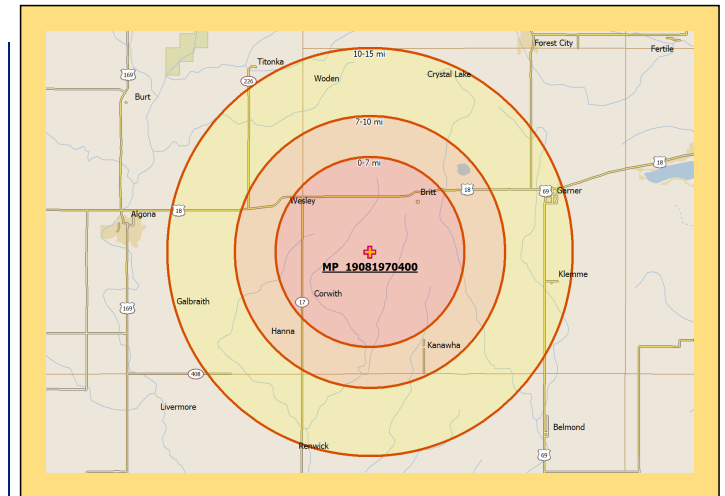 Forest City
Fertile
10-15 mi
Titonka
Crystal Lake
169
226
Woden
Burt
7-10 mi
0-7 mi
18
Britt
18
69
Garner
Wesley
18
Algona
MP 19081970400
Klemme
Corwith
Galbraith
17
169
Hanna
Kanawha
408
Livermore
Belmond
Renwick
69